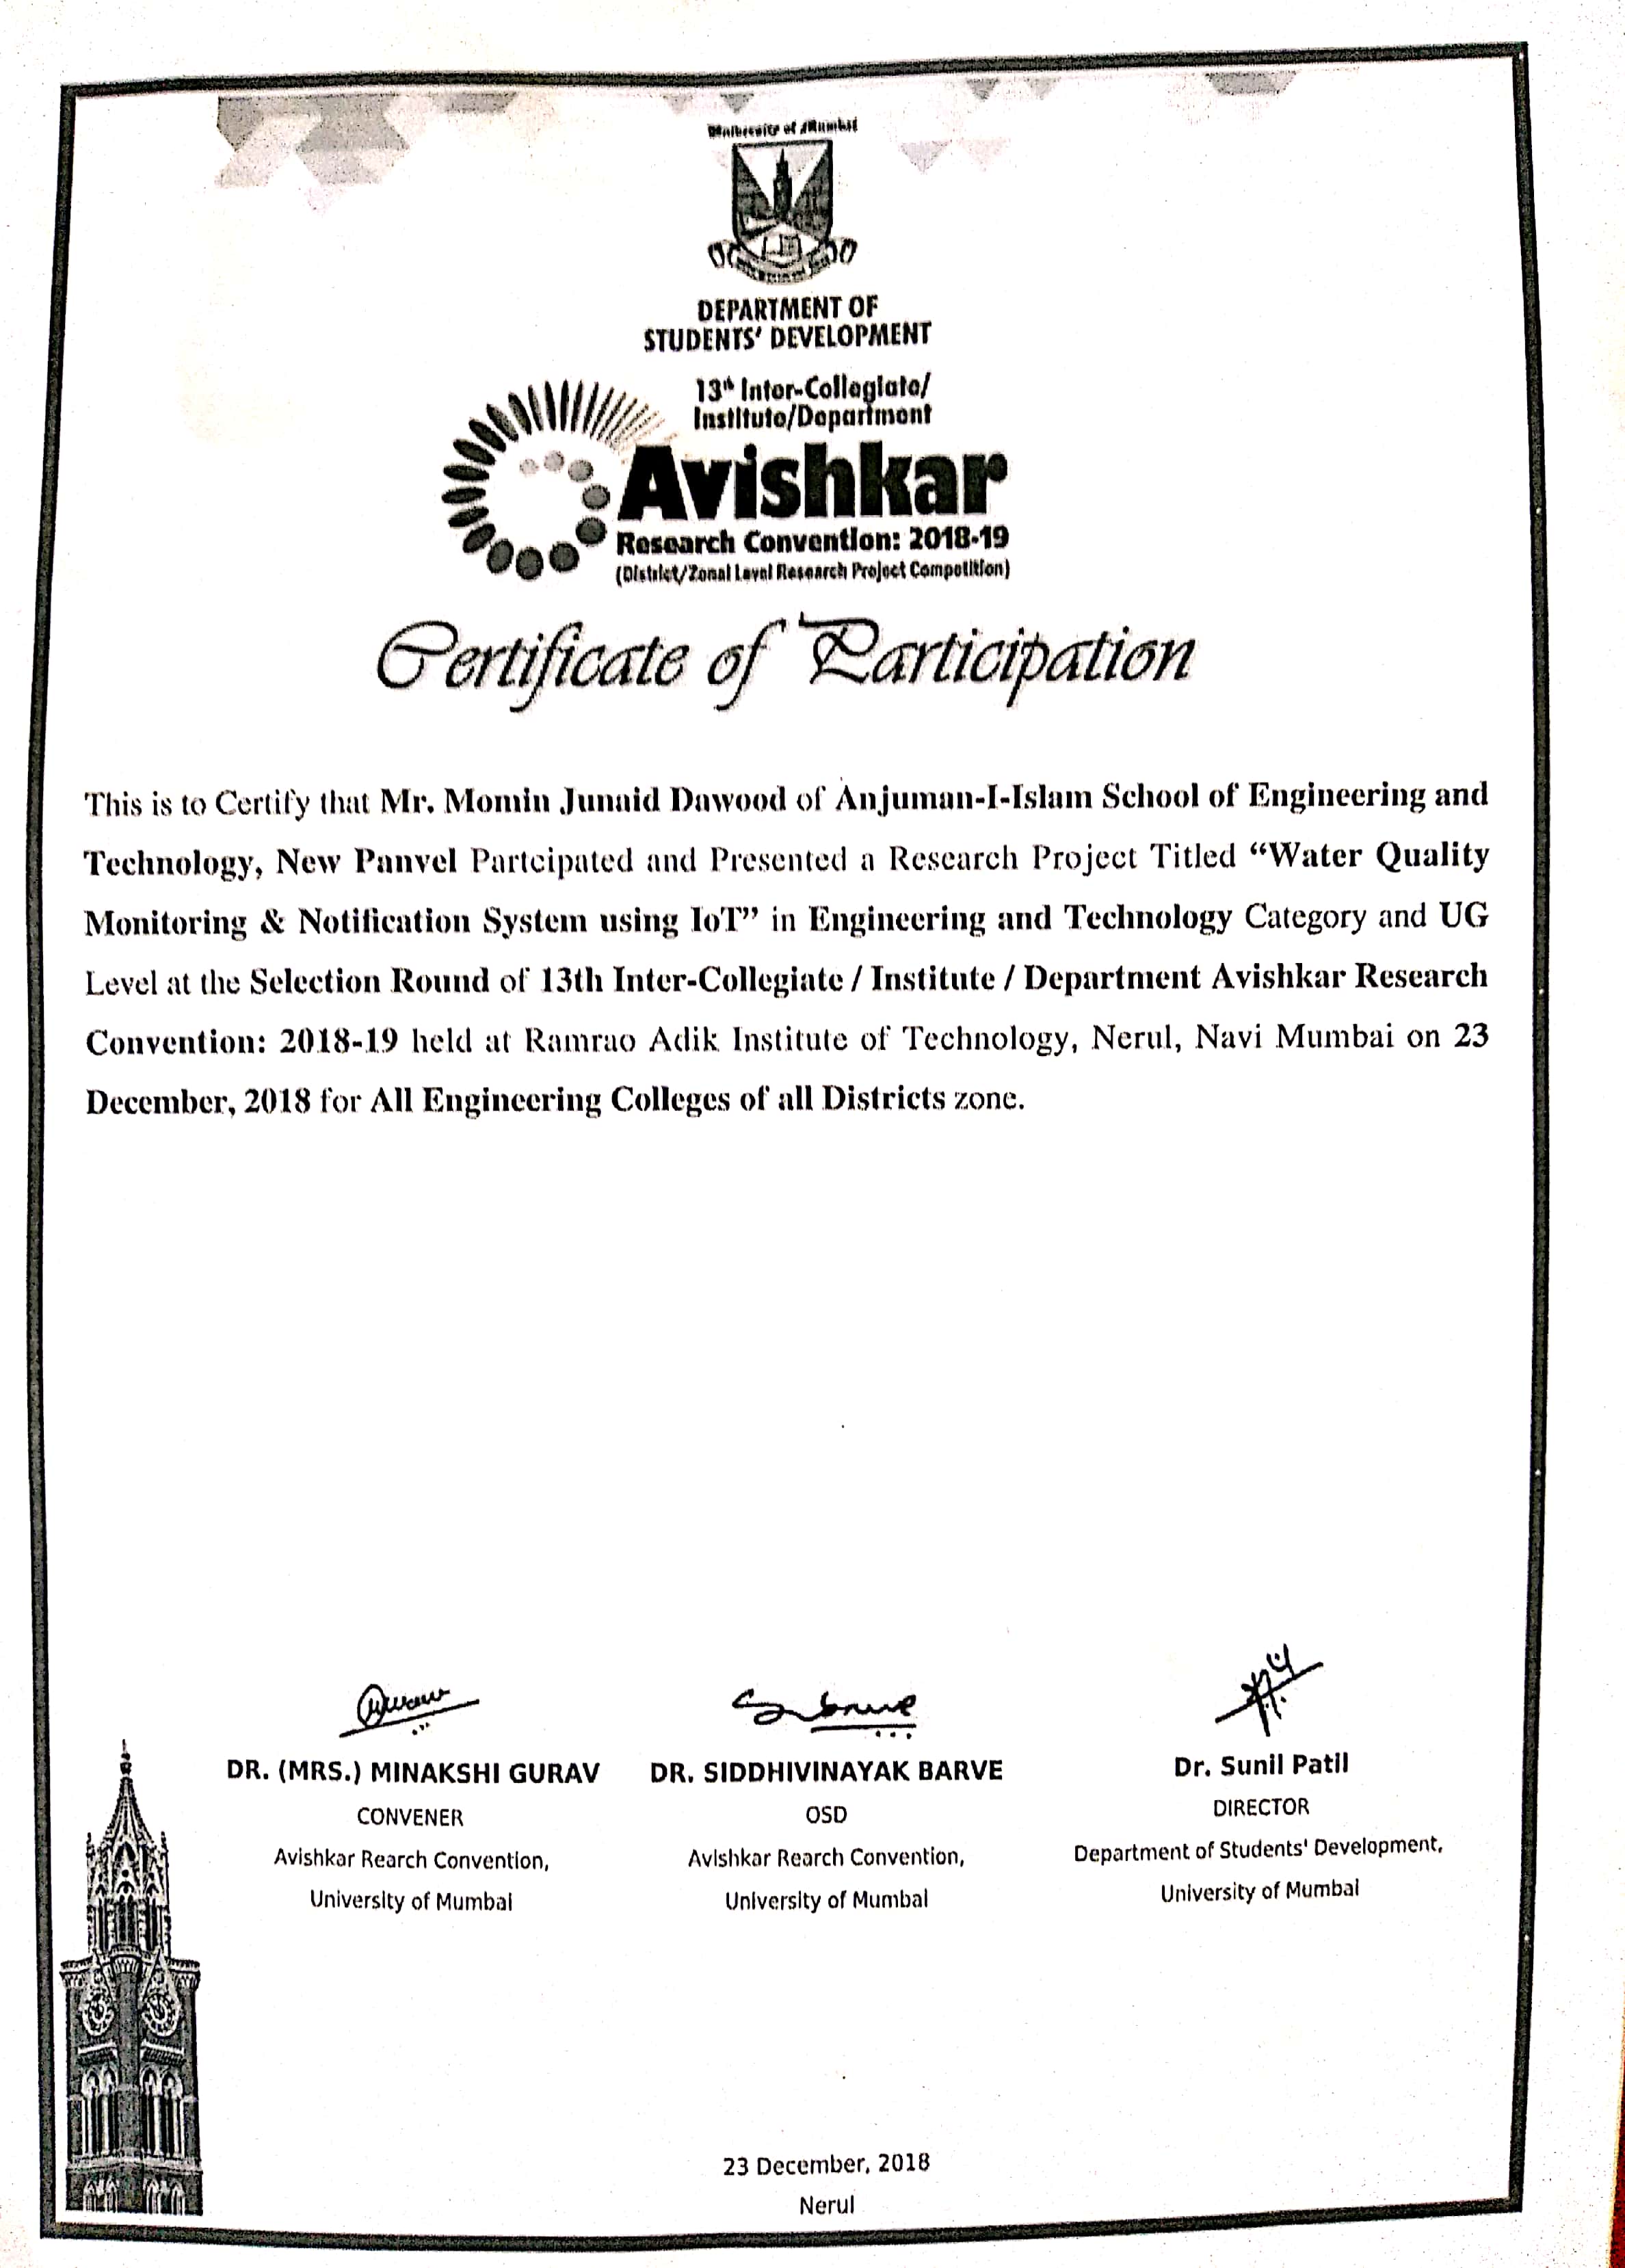 University of Mumbai
DEPARTMENT OF
STUDENTS' DEVELOPMENT
13th Inter-Collegiate/
Institute/Department
Avishkar
Research Convention: 2018-19
(District/Zonal Level Research Project Competition)
Certificate of Participation
This is to Certify that Mr. Momin Junaid Dawood of Anjuman-I-Islam School of Engineering and
Technology, New Panvel Partcipated and Presented a Research Project Titled “Water Quality
Monitoring & Notification System using IoT” in Engineering and Technology Category and UG
Level at the Selection Round of 13th Inter-Collegiate / Institute / Department Avishkar Research
Convention: 2018-19 held at Ramrao Adik Institute of Technology, Nerul, Navi Mumbai on 23
December, 2018 for All Engineering Colleges of all Districts zone.
DR. (MRS.) MINAKSHI GURAV
CONVENER
Avishkar Rearch Convention,
University of Mumbai
DR. SIDDHIVINAYAK BARVE
OSD
Avishkar Rearch Convention,
University of Mumbai
Dr. Sunil Patil
DIRECTOR
Department of Students' Development,
University of Mumbai
23 December, 2018
Nerul